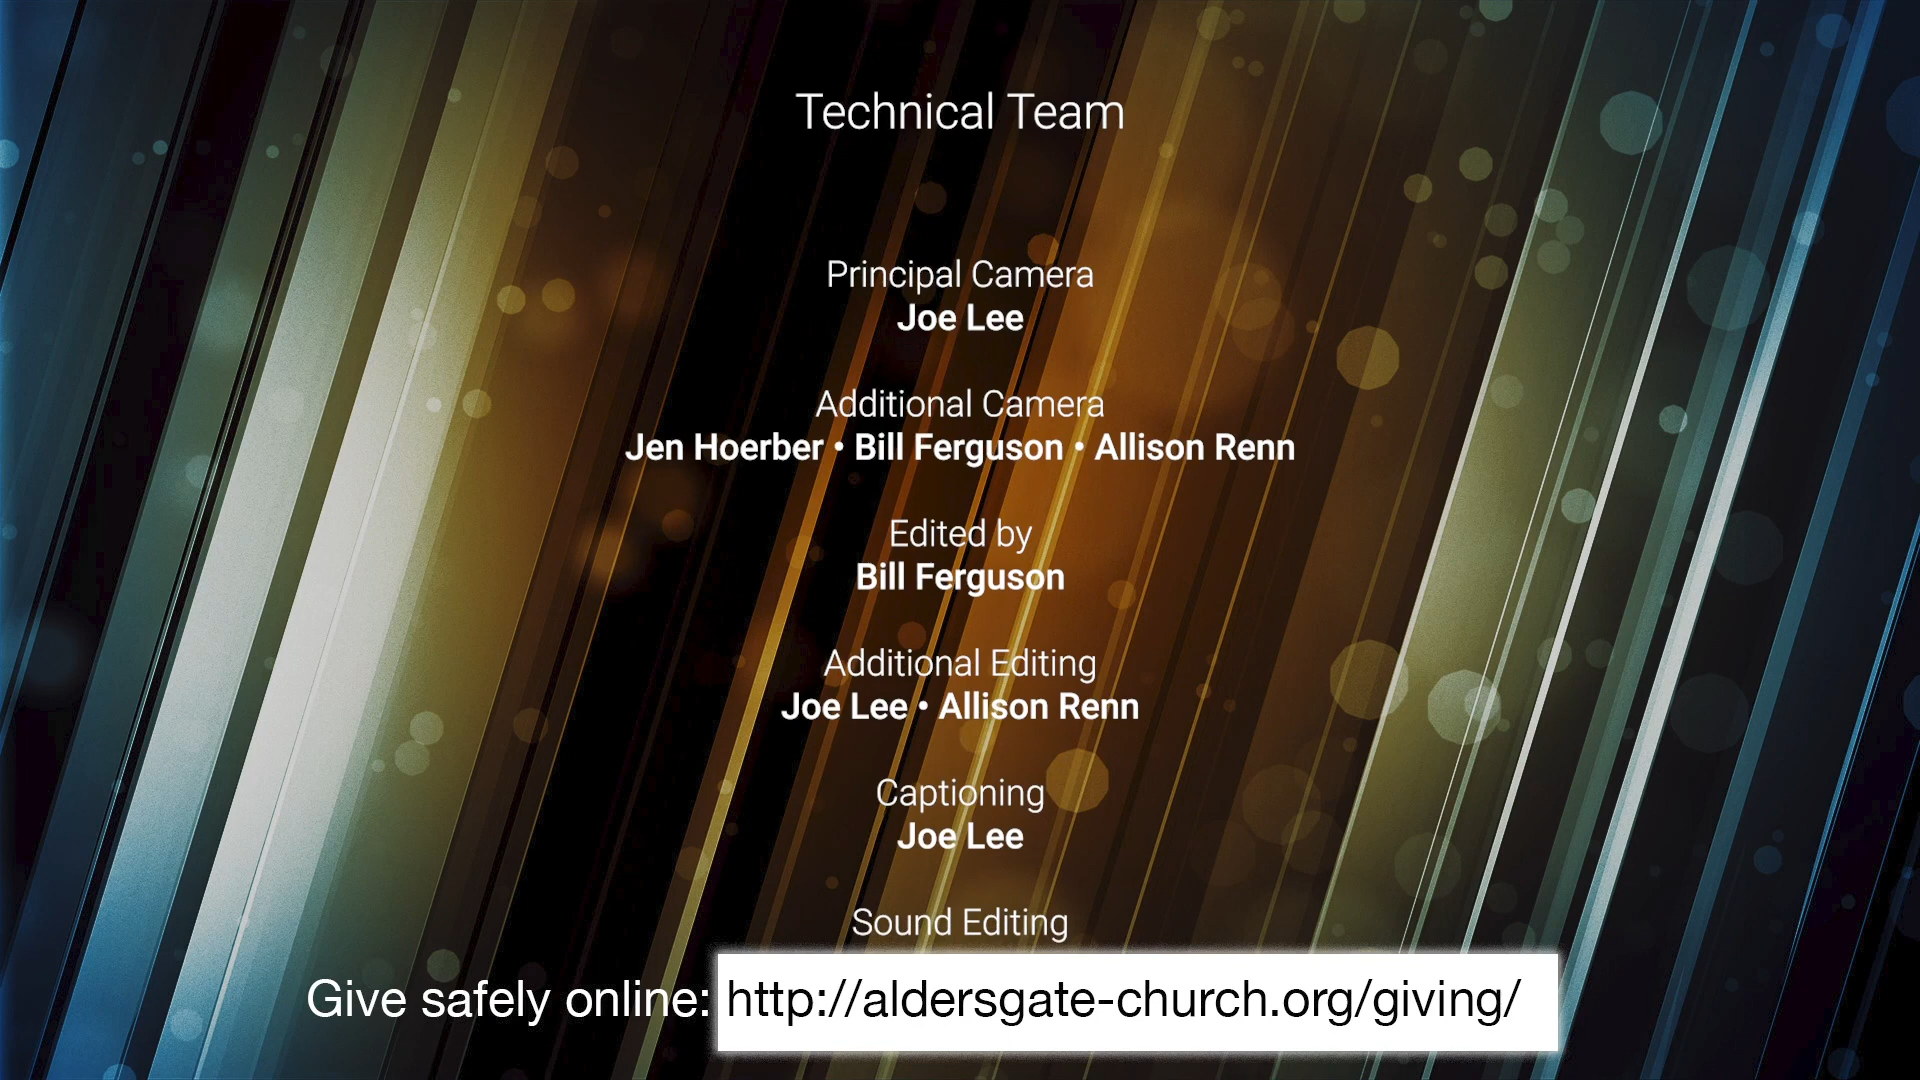 Technical Team
Principal Camera
Joe Lee
Additional Camera
Jen Hoerber • Bill Ferguson • Allison Renn
Edited by
Bill Ferguson
Additional Editing
Joe Lee • Allison Renn
Captioning
Joe Lee
Sound Editing
Give safely online: http://aldersgate-church.org/giving/